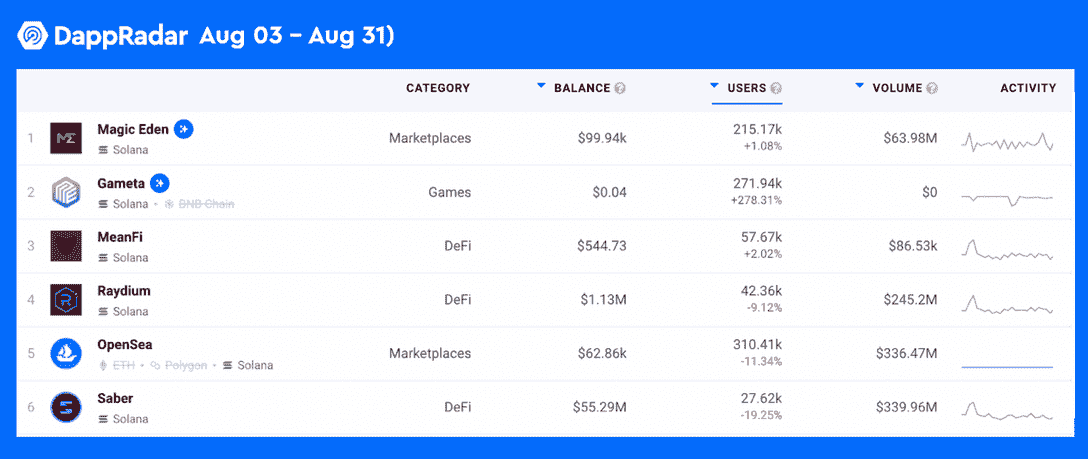 DappRadar Aug 03 – Aug 31)
CATEGORY BALANCE ? USERS ? VOLUME ? ACTIVITY
1 Magic Eden Marketplaces $99.94k 215.17k $63.98M
Solana +1.08%
2 Gameta Games $0.04 271.94k $0
Solana • BNB Chain +278.31%
3 MeanFi DeFi $544.73 57.67k $86.53k
Solana +2.02%
4 Raydium DeFi $1.13M 42.36k $245.2M
Solana -9.12%
5 OpenSea Marketplaces $62.86k 310.41k $336.47M
ETH • Polygon • Solana -11.34%
6 Saber DeFi $55.29M 27.62k $339.96M
Solana -19.25%